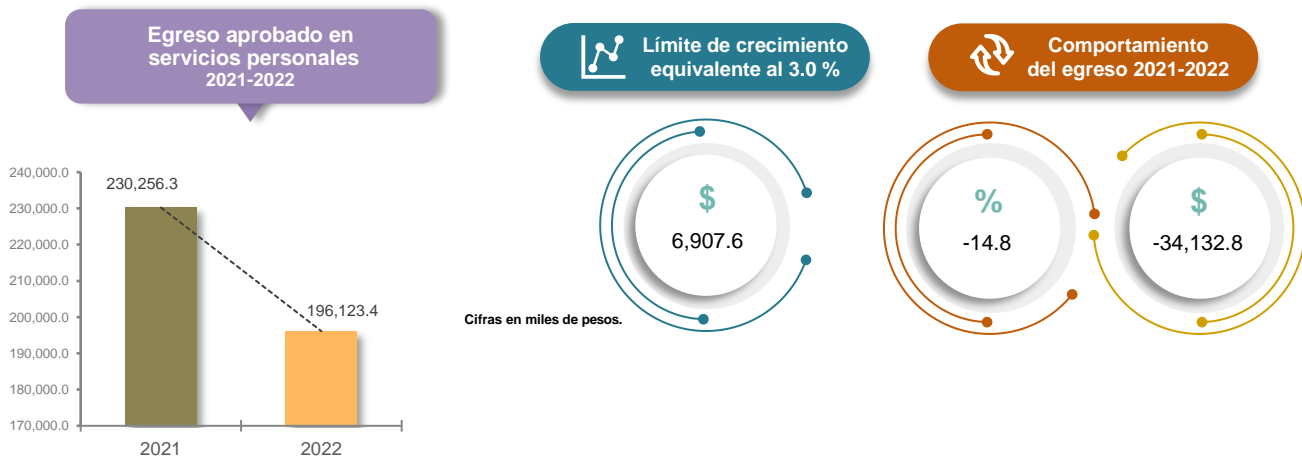 Egreso aprobado en
servicios personales
2021-2022
240,000.0
230,000.0
220,000.0
210,000.0
200,000.0
190,000.0
180,000.0
170,000.0
230,256.3
196,123.4
2021
2022
Cifras en miles de pesos.
Límite de crecimiento
equivalente al 3.0 %
$
6,907.6
Comportamiento
del egreso 2021-2022
%
-14.8
$
-34,132.8